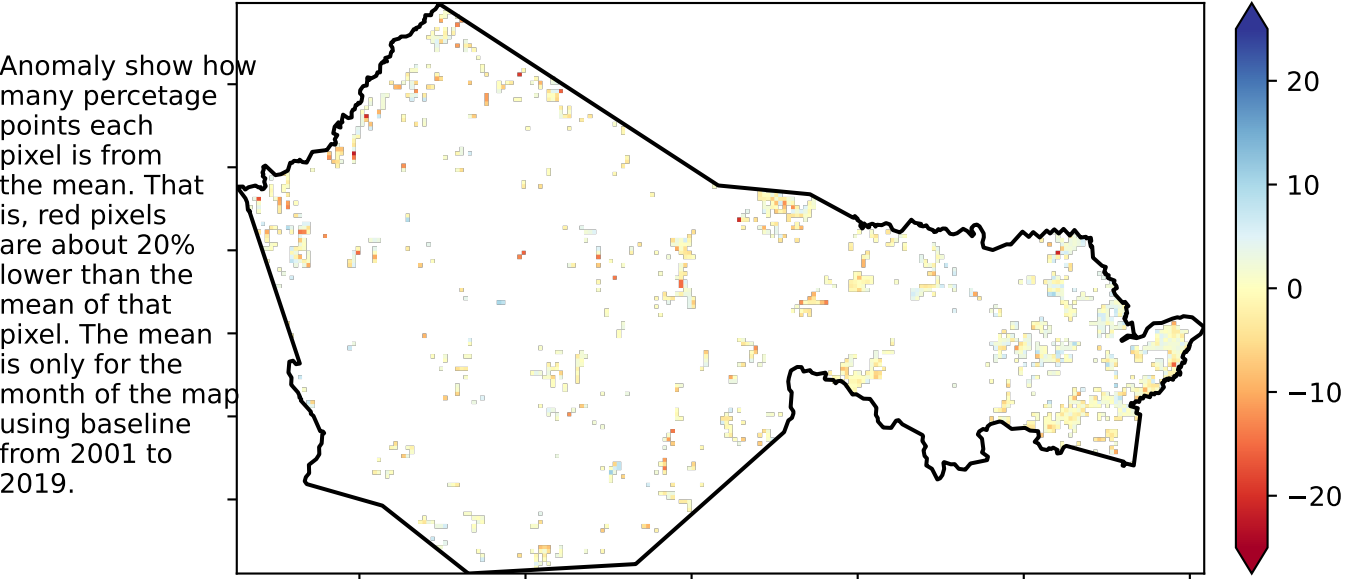 Anomaly show how
many percetage
points each
pixel is from
the mean. That
is, red pixels
are about 20%
lower than the
mean of that
pixel. The mean
is only for the
month of the map
using baseline
from 2001 to
2019.
20
10
0
−10
−20